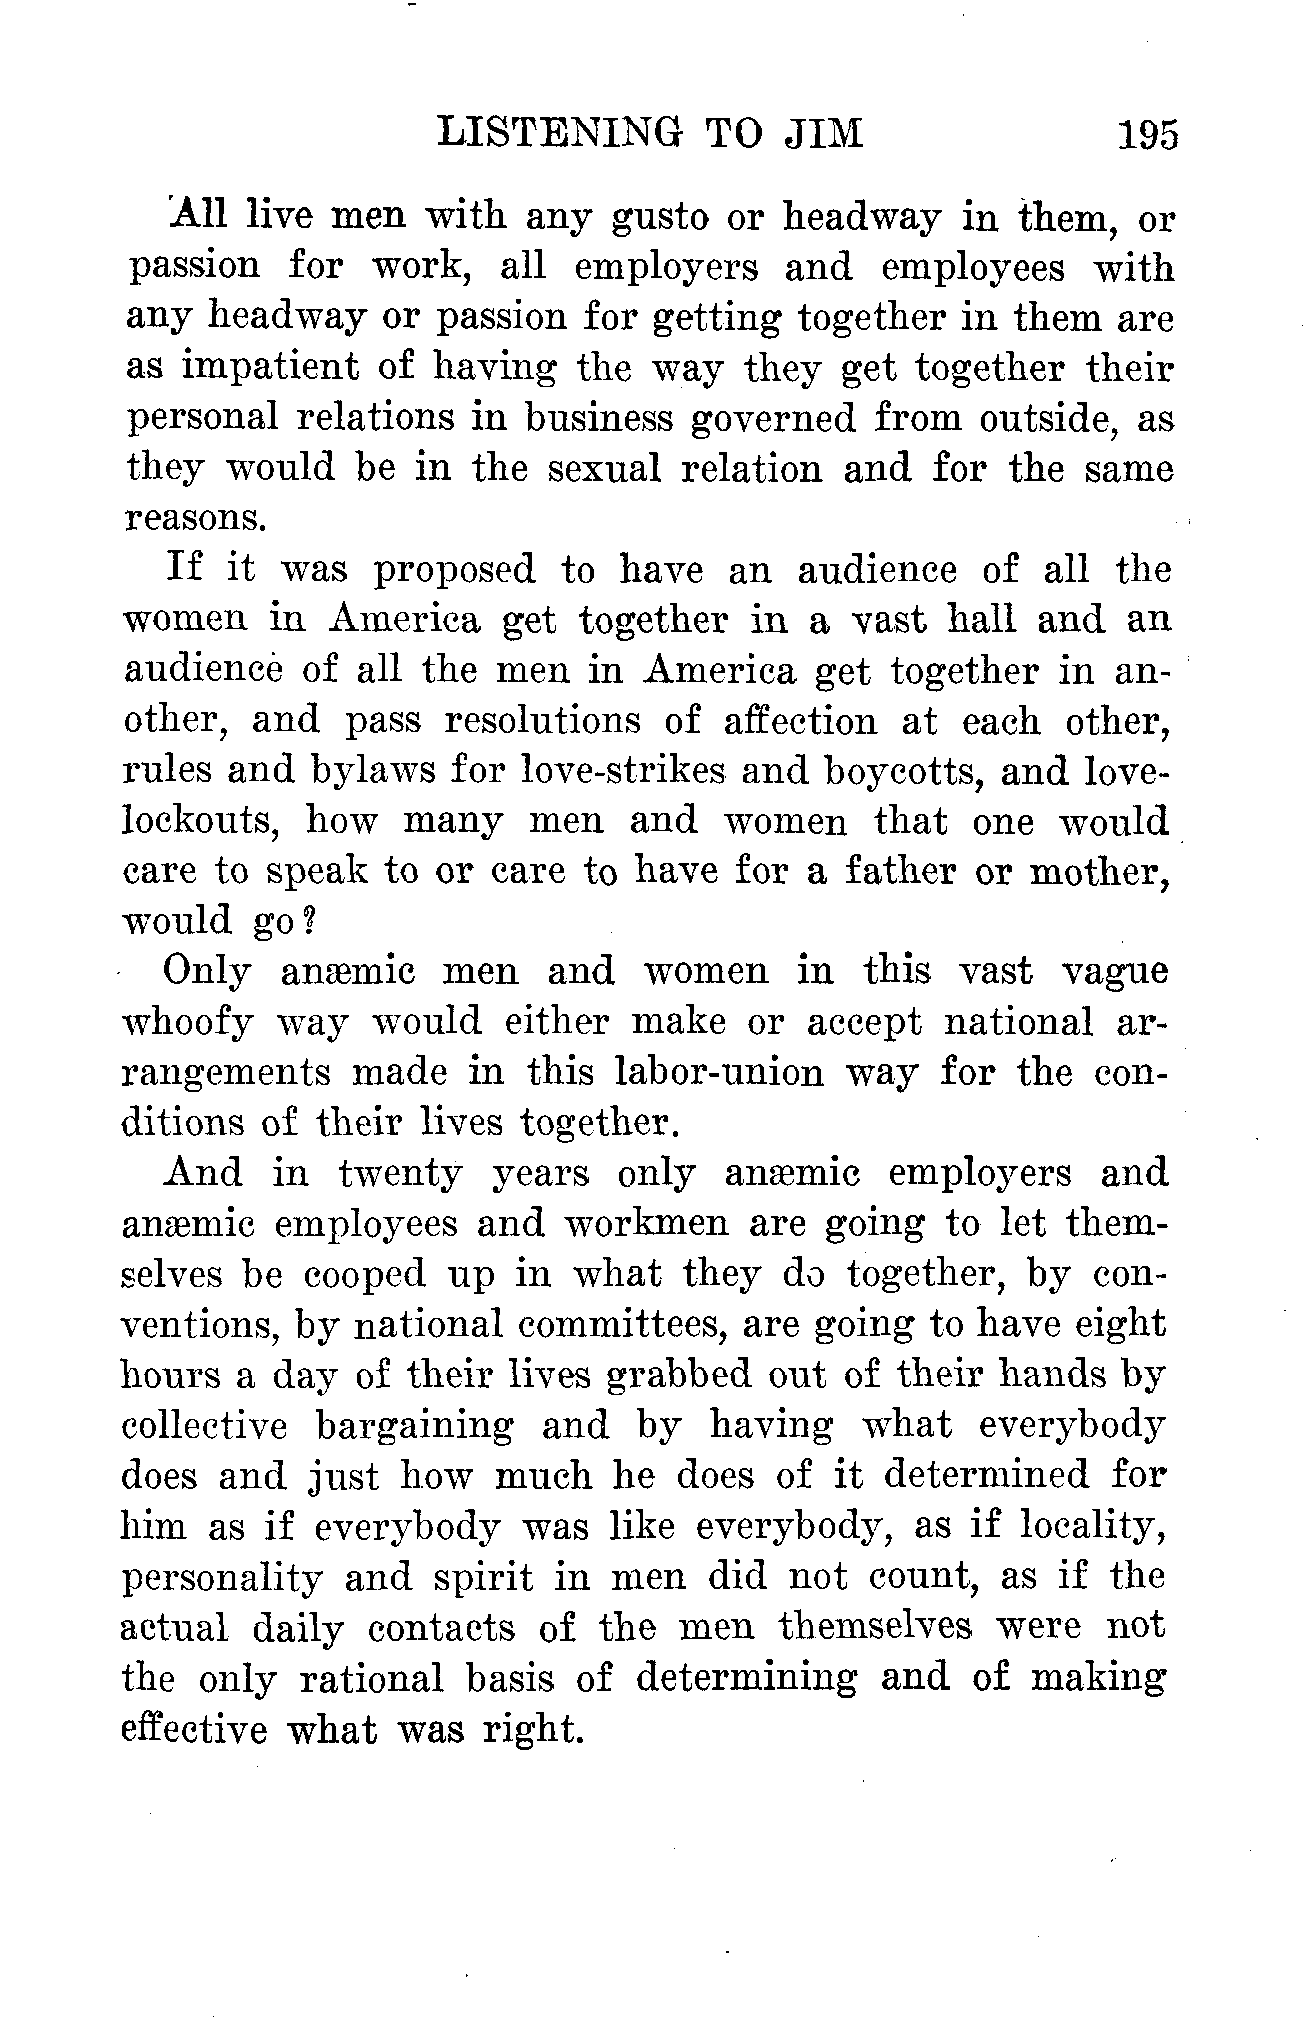 LISTENING TO JIM 195
All live men with any gusto or headway in them, or
passion for work, all employers and employees with
any headway or passion for getting together in them are
as impatient of having the way they get together their
personal relations in business governed from outside, as
they would be in the sexual relation and for the same
reasons.
If it was proposed to have an audience of all the
women in America get together in a vast hall and an
audience of all the men in America get together in an-
other, and pass resolutions of affection at each other,
rules and bylaws for love-strikes and boycotts, and love-
lockouts, how many men and women that one would
care to speak to or care to have for a father or mother,
would go?
Only anæmic men and women in this vast vague
whoofy way would either make or accept national ar-
rangements made in this labor-union way for the con-
ditions of their lives together.
And in twenty years only anæmic employers and
anæmic employees and workmen are going to let them-
selves be cooped up in what they do together, by con-
ventions, by national committees, are going to have eight
hours a day of their lives grabbed out of their hands by
collective bargaining and by having what everybody
does and just how much he does of it determined for
him as if everybody was like everybody, as if locality,
personality and spirit in men did not count, as if the
actual daily contacts of the men themselves were not
the only rational basis of determining and of making
effective what was right.